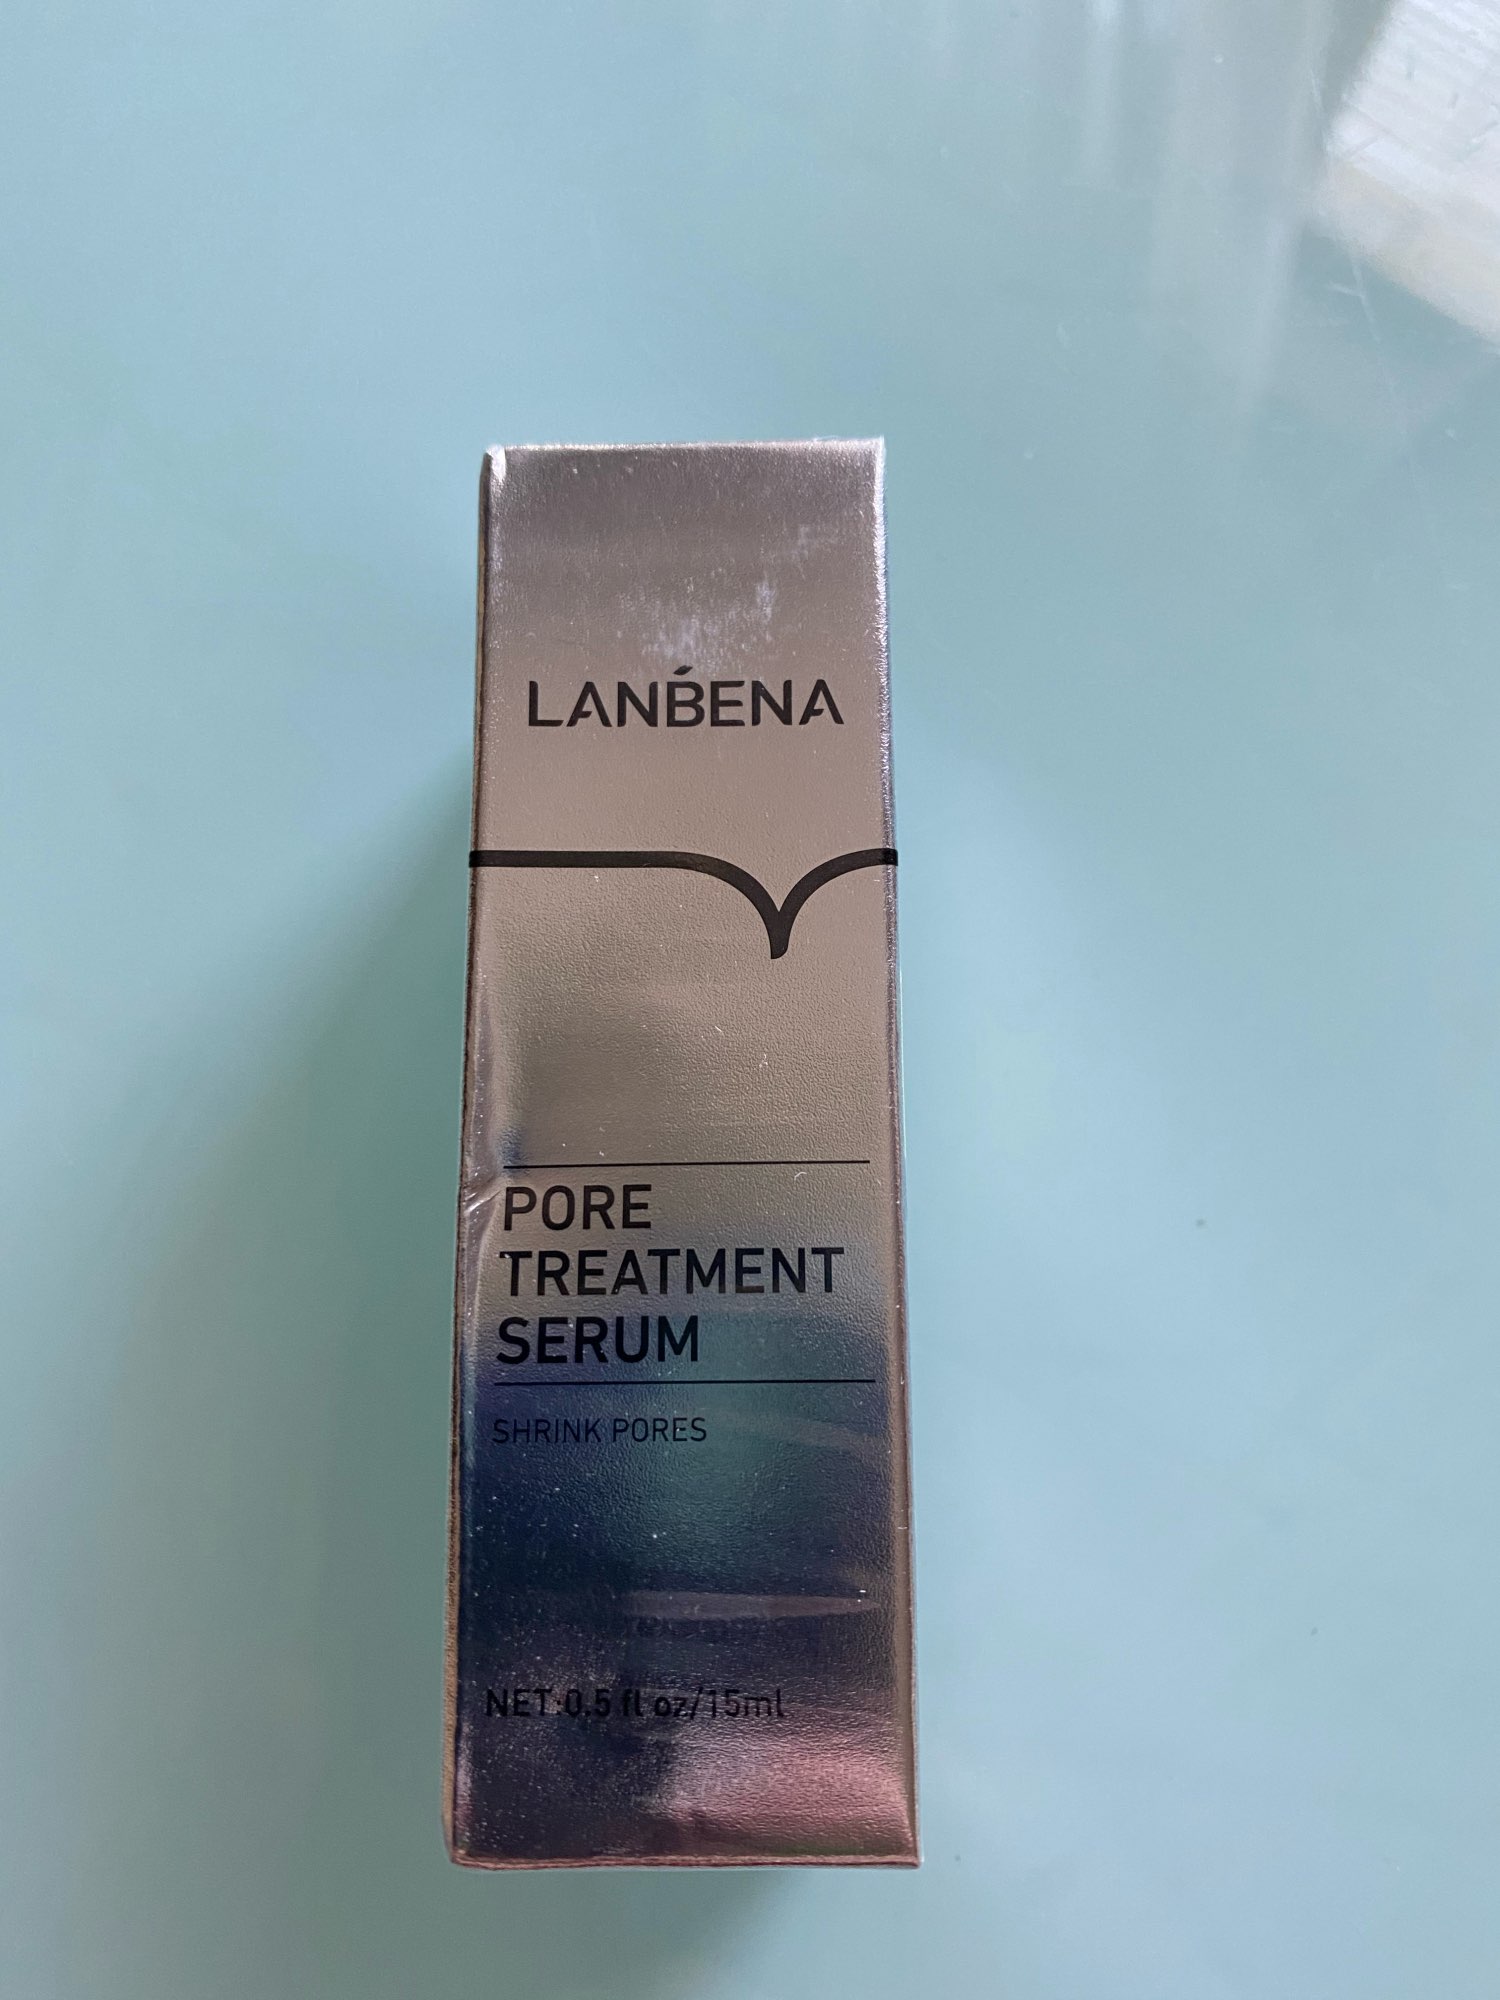 LANBENA
PORE
TREATMENT
SERUM
SHRINK PORES
NET:0.5 fl oz/15ml